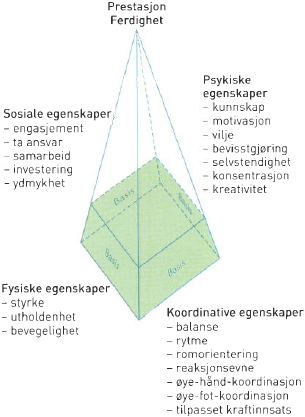 Prestasjon
Ferdighet
Psykiske
egenskaper
– kunnskap
– motivasjon
– vilje
– bevisstgjøring
– selvstendighet
– konsentrasjon
– kreativitet
Sosiale egenskaper
– engasjement
– ta ansvar
– samarbeid
– investering
– ydmykhet
Basis
Basis
Basis
Fysiske egenskaper
– styrke
– utholdenhet
– bevegelighet
Koordinative egenskaper
– balanse
– rytme
– romorientering
– reaksjonsevne
– øye-hånd-koordinasjon
– øye-fot-koordinasjon
– tilpasset kraftinnsats